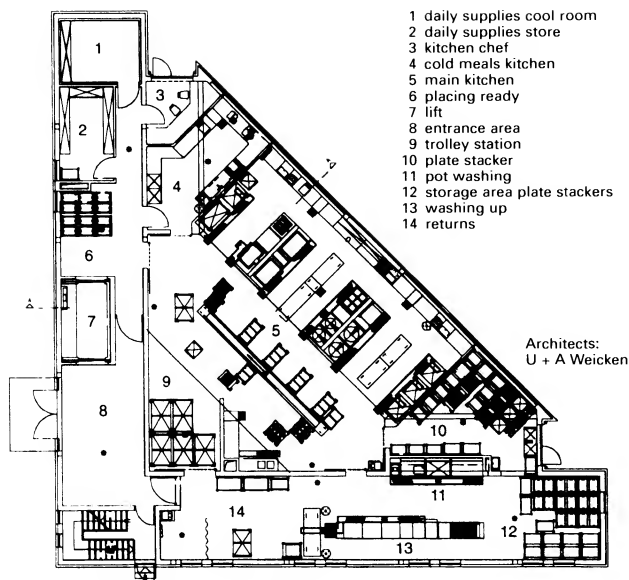 1 daily supplies cool room
2 daily supplies store
3 kitchen chef
4 cold meals kitchen
5 main kitchen
6 placing ready
7 lift
8 entrance area
9 trolley station
10 plate stacker
11 pot washing
12 storage area plate stackers
13 washing up
14 returns
Architects:
U + A Weicken
1
2
3
4
5
6
7
8
9
10
11
12
13
14
A
A